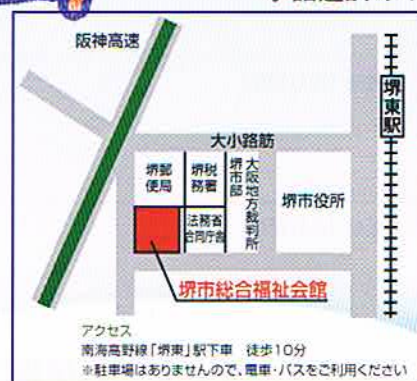 阪神高速
堺東駅
大小路筋
堺郵
便局
堺税
務署
堺市部
大阪地方裁判所
堺市役所
法務省
合同庁舎
堺市総合福祉会館
アクセス
南海高野線「堺東」駅下車　徒歩10分
※駐車場はありませんので、電車・バスをご利用ください